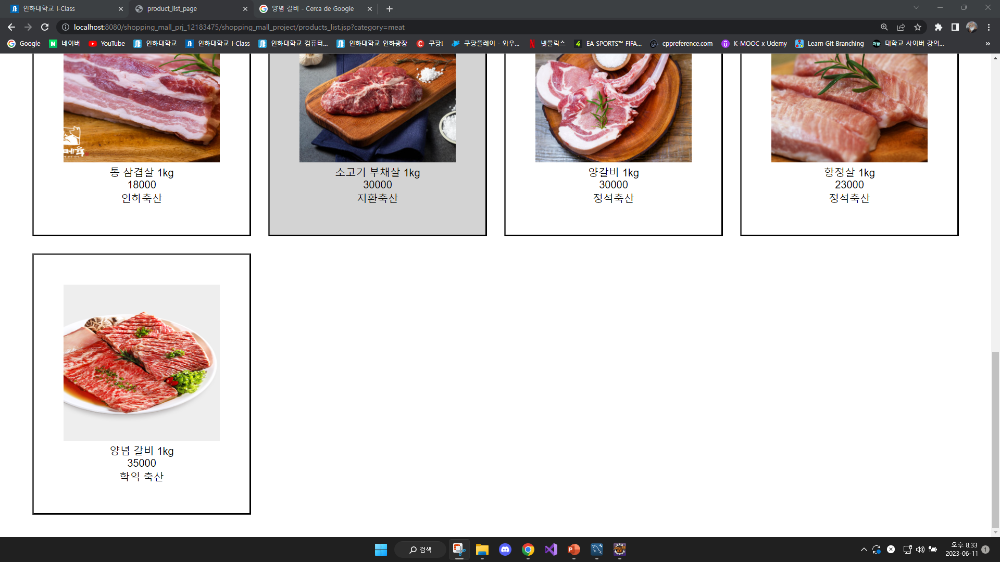 인하대학교 I-Class
product_list_page
양념 갈비 - Cerca de Google
localhost:8080/shopping_mall_prj_12183475/shopping_mall_project/products_list.jsp?category=meat
Google
네이버
YouTube
인하대학교
인하대학교 I-Class
인하대학교 컴퓨터...
인하대학교 인하광장
쿠팡!
쿠팡플레이 - 와우...
넷플릭스
EA SPORTS™ FIFA...
cppreference.com
K-MOOC x Udemy
Learn Git Branching
대학교 사이버 강의...
통 삼겹살 1kg
18000
인하축산
소고기 부채살 1kg
30000
지환축산
양갈비 1kg
30000
정석축산
항정살 1kg
23000
정석축산
양념 갈비 1kg
35000
학익 축산
검색
오후 8:33
2023-06-11
1